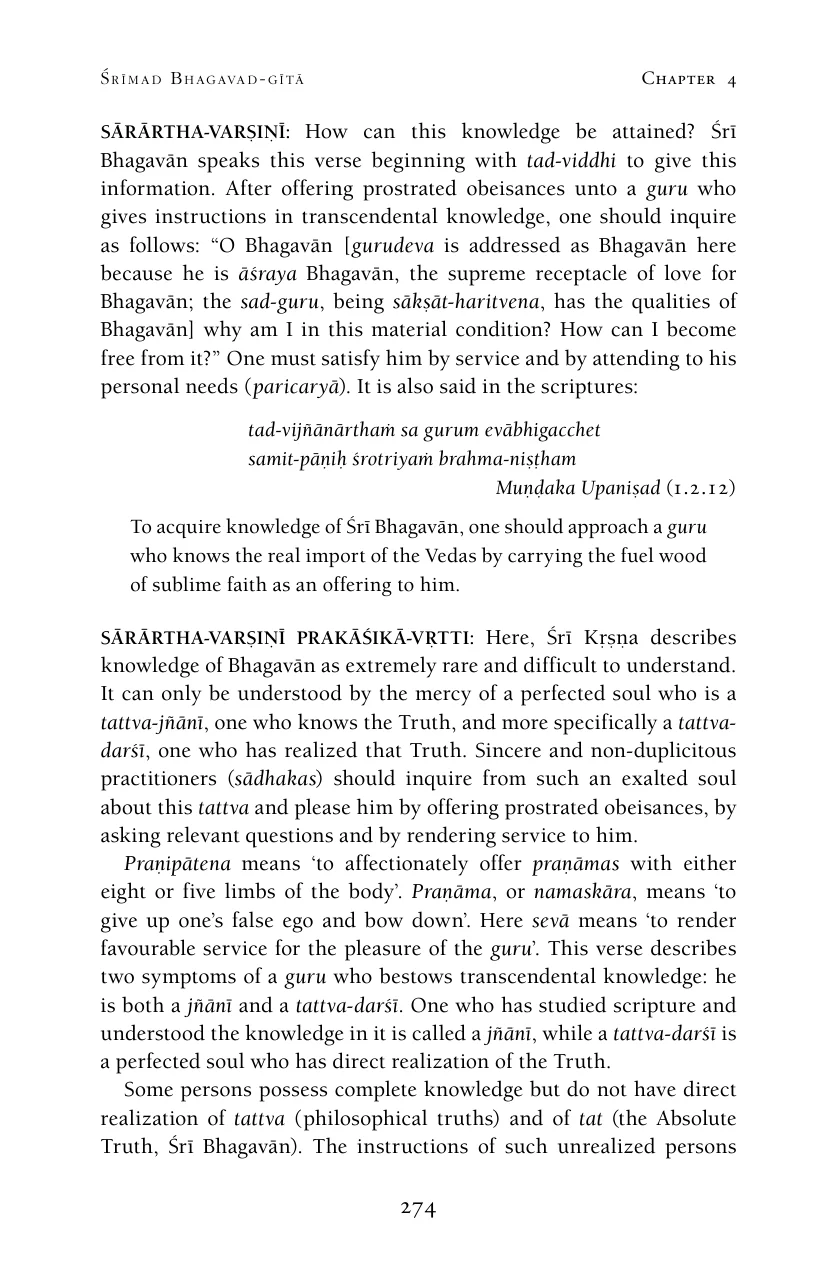 Śrīmad Bhagavad-gītā Chapter 4
SĀRĀRTHA-VARṢIṆĪ: How can this knowledge be attained? Śrī
Bhagavān speaks this verse beginning with tad-viddhi to give this
information. After offering prostrated obeisances unto a guru who
gives instructions in transcendental knowledge, one should inquire
as follows: “O Bhagavān [gurudeva is addressed as Bhagavān here
because he is āśraya Bhagavān, the supreme receptacle of love for
Bhagavān; the sad-guru, being sākṣāt-haritvena, has the qualities of
Bhagavān] why am I in this material condition? How can I become
free from it?” One must satisfy him by service and by attending to his
personal needs (paricaryā). It is also said in the scriptures:
tad-vijñānārthaṁ sa gurum evābhigacchet
samit-pāṇiḥ śrotriyaṁ brahma-niṣṭham
Muṇḍaka Upaniṣad (1.2.12)
To acquire knowledge of Śrī Bhagavān, one should approach a guru
who knows the real import of the Vedas by carrying the fuel wood
of sublime faith as an offering to him.
SĀRĀRTHA-VARṢIṆĪ PRAKĀŚIKĀ-VṚTTI: Here, Śrī Kṛṣṇa describes
knowledge of Bhagavān as extremely rare and difficult to understand.
It can only be understood by the mercy of a perfected soul who is a
tattva-jñānī, one who knows the Truth, and more specifically a tattva-
darśī, one who has realized that Truth. Sincere and non-duplicitous
practitioners (sādhakas) should inquire from such an exalted soul
about this tattva and please him by offering prostrated obeisances, by
asking relevant questions and by rendering service to him.
Praṇipātena means ‘to affectionately offer praṇāmas with either
eight or five limbs of the body’. Praṇāma, or namaskāra, means ‘to
give up one’s false ego and bow down’. Here sevā means ‘to render
favourable service for the pleasure of the guru’. This verse describes
two symptoms of a guru who bestows transcendental knowledge: he
is both a jñānī and a tattva-darśī. One who has studied scripture and
understood the knowledge in it is called a jñānī, while a tattva-darśī is
a perfected soul who has direct realization of the Truth.
Some persons possess complete knowledge but do not have direct
realization of tattva (philosophical truths) and of tat (the Absolute
Truth, Śrī Bhagavān). The instructions of such unrealized persons
274